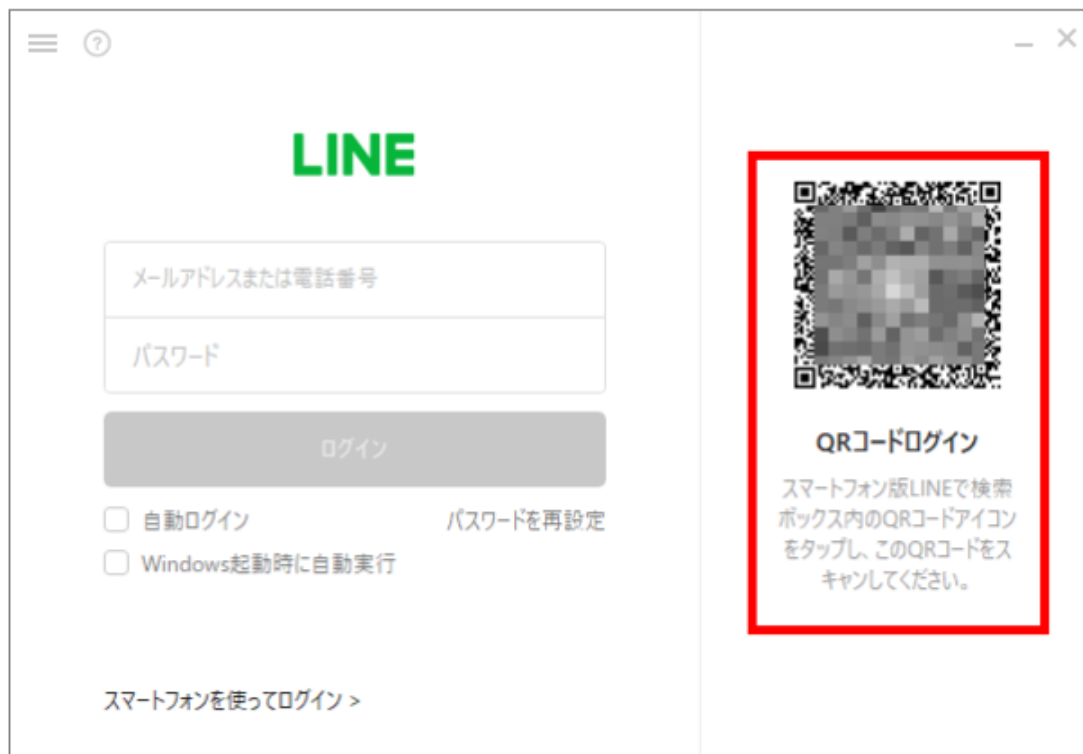 LINE
メールアドレスまたは電話番号
パスワード
ログイン
自動ログイン
パスワードを再設定
Windows起動時に自動実行
スマートフォンを使ってログイン >
QRコードログイン
スマートフォン版LINEで検索
ボックス内のQRコードアイコン
をタップし、このQRコードをス
キャンしてください。